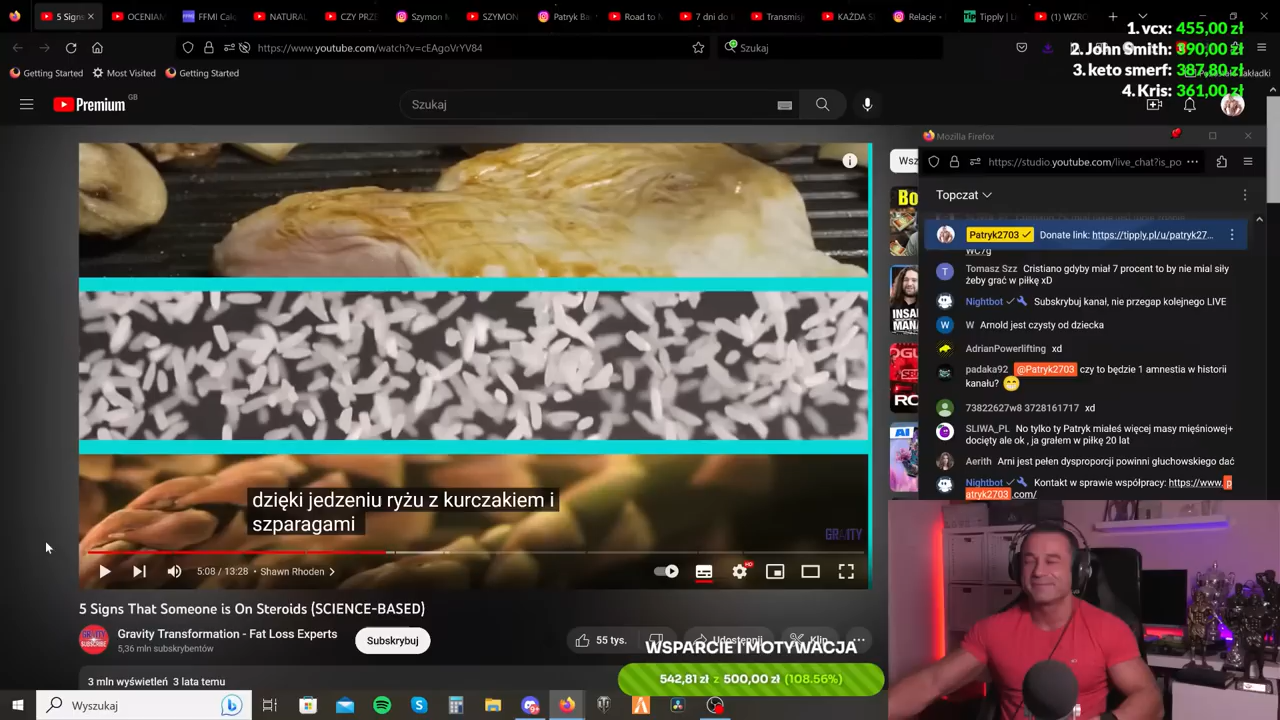 5 Signs
OCENIAM
FFMI Calc
NATURAL
CZY PRZE
Szymon M
SZYMON
Patryk Bo
Road to M
7 dni do
Transmisj
KAŻDA S
Relacje •
Tipply | L
(1) WZRO
1. vcx: 455,00 zł
2. John Smith: 390,00 zł
3. keto smerf: 387,80 zł
4. Kris: 361,00 zł
https://www.youtube.com/watch?v=cEAgoVrYV84
Szukaj
Getting Started
Most Visited
Getting Started
Premium GB
Szukaj
Mozilla Firefox
https://studio.youtube.com/live_chat?is_po
Topczat
Patryk2703 Donate link: https://tipply.pl/u/patryk27...
WC7g
Tomasz Szz Cristiano gdyby miał 7 procent to by nie mial siły
żeby grać w piłkę xD
Nightbot Subskrybuj kanał, nie przegap kolejnego LIVE
W Arnold jest czysty od dziecka
AdrianPowerlifting xd
padaka92 @Patryk2703 czy to będzie 1 amnestia w historii
kanału?
73822627w8 3728161717 xd
SLIWA_PL No tylko ty Patryk miałeś więcej masy mięśniowej+
docięty ale ok , ja grałem w piłkę 20 lat
Aerith Arni jest pełen dysproporcji powinni głuchowskiego dać
Nightbot Kontakt w sprawie współpracy: https://www.p
atryk2703.com/
dzięki jedzeniu ryżu z kurczakiem i
szparagami
GRAVITY
5:08 / 13:28 • Shawn Rhoden
HD
5 Signs That Someone is On Steroids (SCIENCE-BASED)
Gravity Transformation - Fat Loss Experts
5,36 mln subskrybentów
Subskrybuj
55 tys.
Udostępnij
Klip
3 mln wyświetleń 3 lata temu
WSPARCIE I MOTYWACJA
542,81 zł z 500,00 zł (108.56%)
Wyszukaj